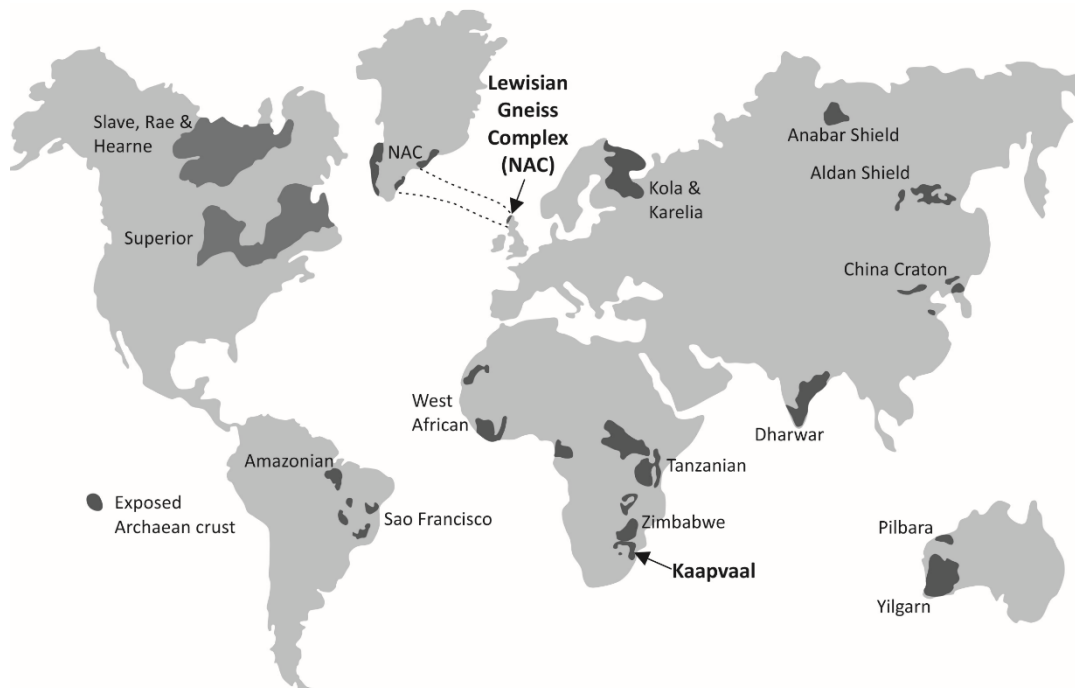 Lewisian
Gneiss
Complex
(NAC)
Slave, Rae &
Hearne
NAC
Anabar Shield
Aldan Shield
Kola &
Karelia
Superior
China Craton
West
African
Dharwar
Amazonian
Tanzanian
Exposed
Archaean crust
Sao Francisco
Zimbabwe
Kaapvaal
Pilbara
Yilgarn